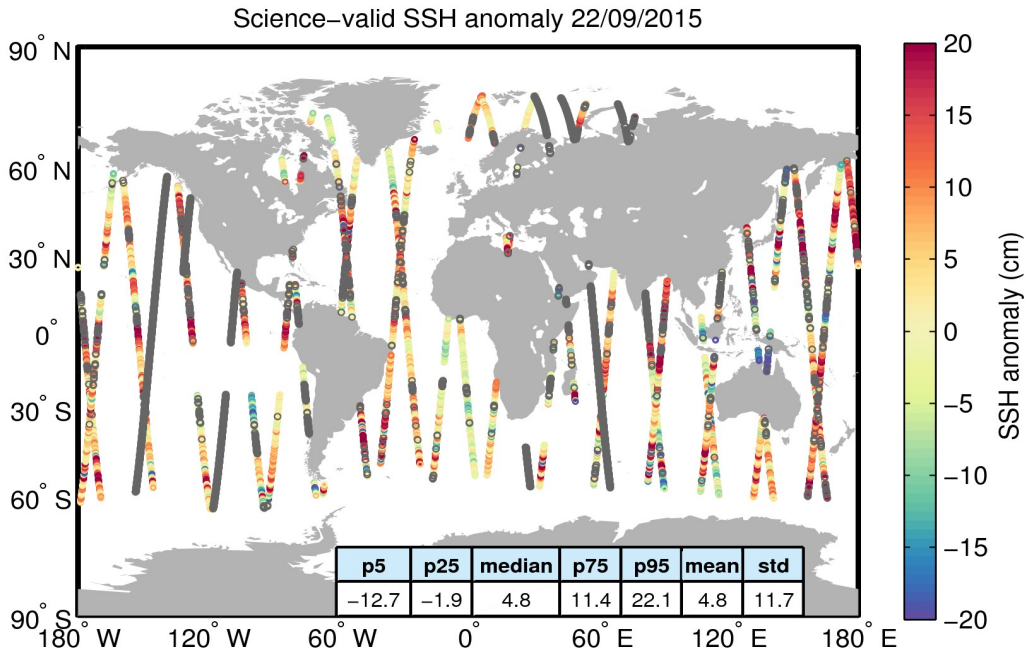 Science−valid SSH anomaly 22/09/2015
90° N
60° N
30° N
0°
30° S
60° S
90° S
180° W 120° W 60° W 0° 60° E 120° E 180° E
p5 p25 median p75 p95 mean std
−12.7 −1.9 4.8 11.4 22.1 4.8 11.7
20
15
10
5
0
−5
−10
−15
−20
SSH anomaly (cm)